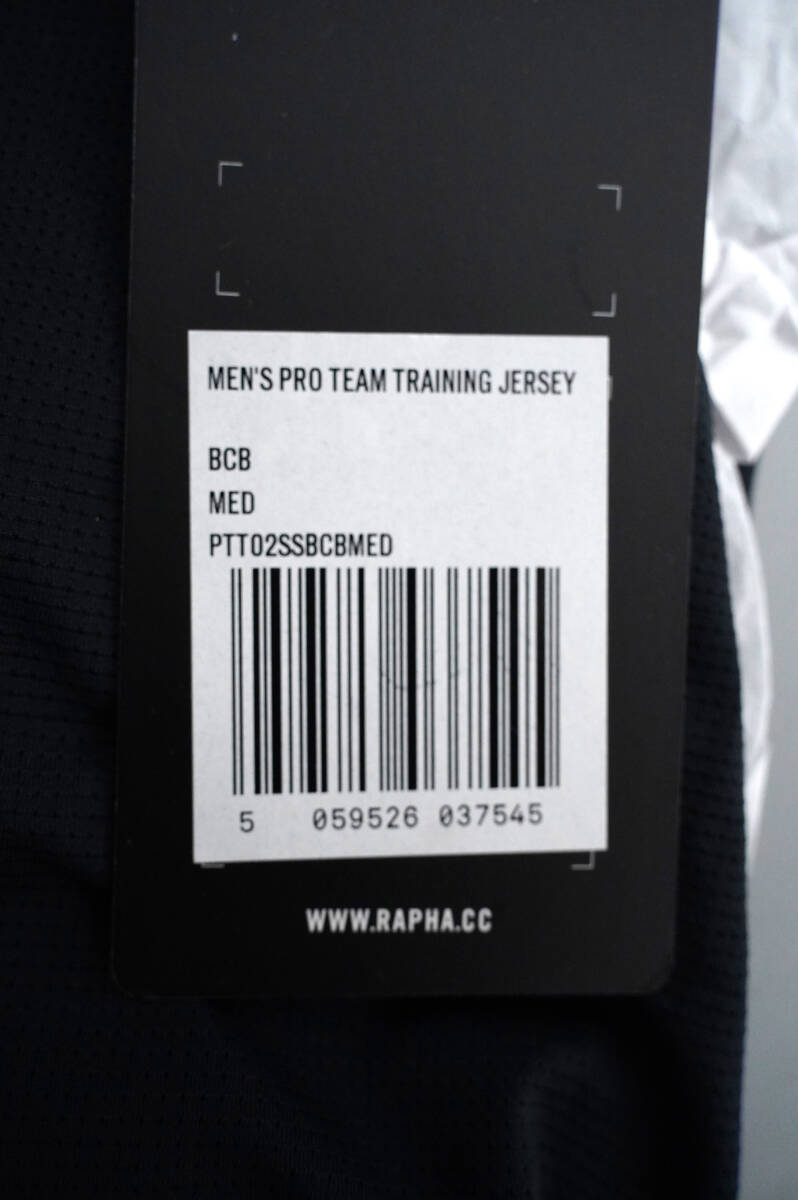 MEN'S PRO TEAM TRAINING JERSEY
BCB
MED
PTT02SSBCBMED
5 059526 037545
WWW.RAPHA.CC